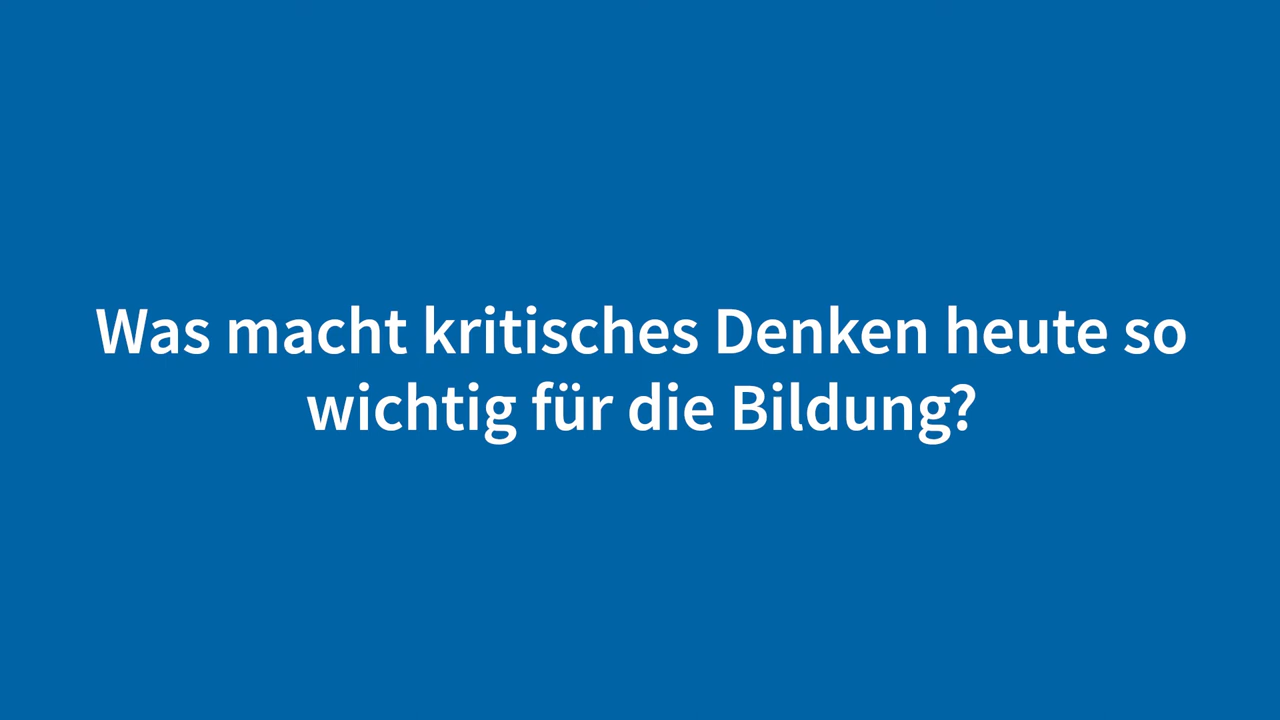 Was macht kritisches Denken heute so
wichtig für die Bildung?